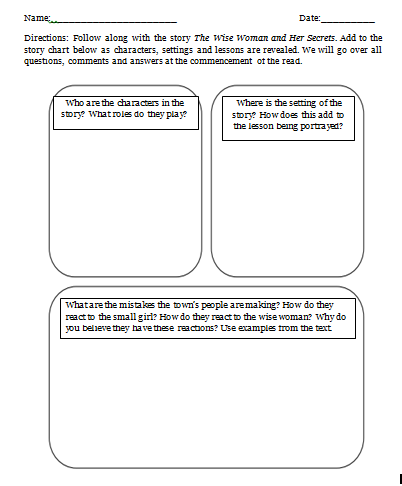 Name:_________________________ Date:___________
Directions: Follow along with the story The Wise Woman and Her Secrets. Add to the
story chart below as characters, settings and lessons are revealed. We will go over all
questions, comments and answers at the commencement of the read.
Who are the characters in the
story? What roles do they play?
Where is the setting of the
story? How does this add to
the lesson being portrayed?
What are the mistakes the town's people are making? How do they
react to the small girl? How do they react to the wise woman? Why do
you believe they have these reactions? Use examples from the text.